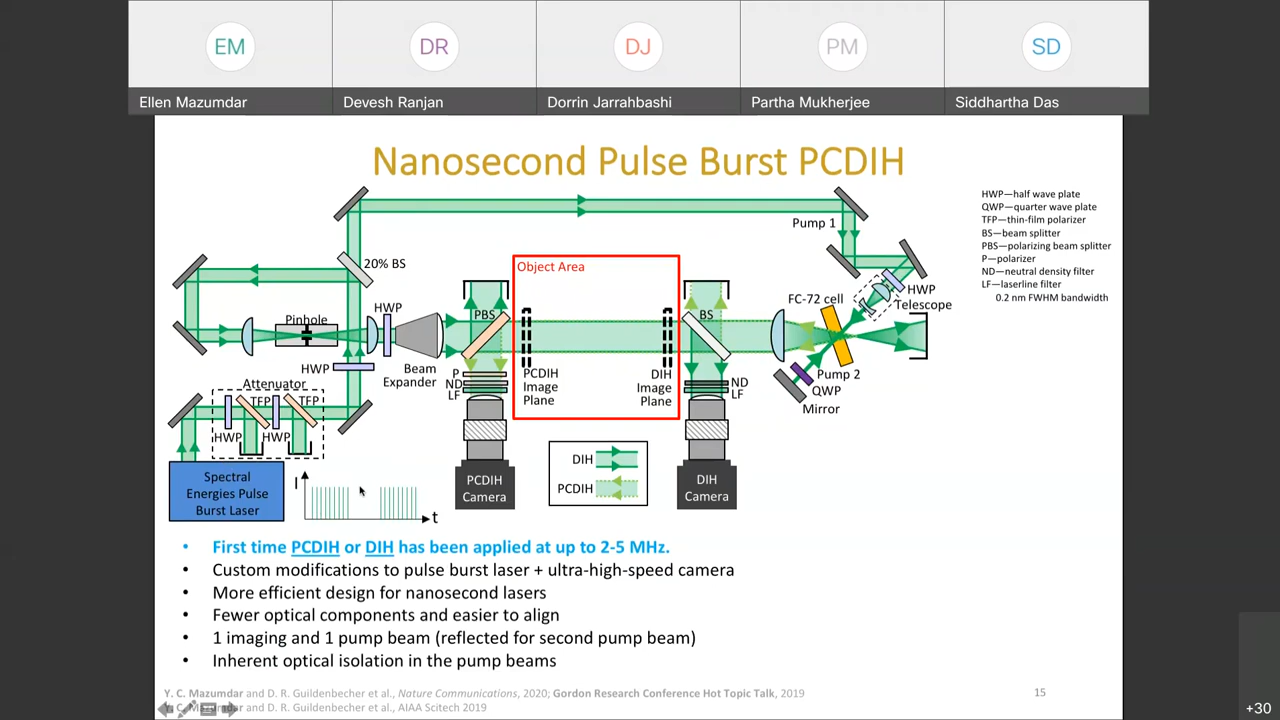 EM
DR
DJ
PM
SD
Ellen Mazumdar
Devesh Ranjan
Dorrin Jarrahbashi
Partha Mukherjee
Siddhartha Das
Nanosecond Pulse Burst PCDIH
HWP—half wave plate
QWP—quarter wave plate
TFP—thin-film polarizer
BS—beam splitter
PBS—polarizing beam splitter
P—polarizer
ND—neutral density filter
LF—laserline filter
0.2 nm FWHM bandwidth
Pump 1
20% BS
Object Area
HWP
Telescope
FC-72 cell
HWP
Pinhole
PBS
BS
HWP
Beam
Expander
P
ND
LF
PCDIH
Image
Plane
DIH
Image
Plane
ND
LF
Pump 2
QWP
Mirror
Attenuator
TFP
TFP
HWP
HWP
DIH
PCDIH
PCDIH
Camera
DIH
Camera
Spectral
Energies Pulse
Burst Laser
I
t
• First time PCDIH or DIH has been applied at up to 2-5 MHz.
• Custom modifications to pulse burst laser + ultra-high-speed camera
• More efficient design for nanosecond lasers
• Fewer optical components and easier to align
• 1 imaging and 1 pump beam (reflected for second pump beam)
• Inherent optical isolation in the pump beams
Y. C. Mazumdar and D. R. Guildenbecher et al., Nature Communications, 2020; Gordon Research Conference Hot Topic Talk, 2019
Y. C. Mazumdar and D. R. Guildenbecher et al., AIAA Scitech 2019
15
+30